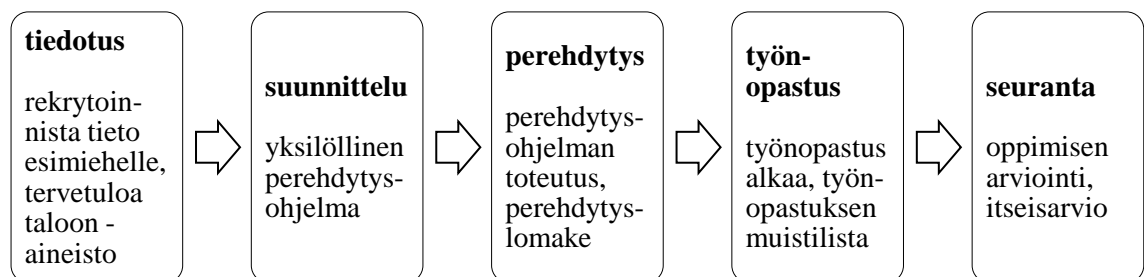 tiedotus
rekrytoin-
nista tieto
esimiehelle,
tervetuloa
taloon -
aineisto
suunnittelu
yksilöllinen
perehdytys-
ohjelma
perehdytys
perehdytys-
ohjelman
toteutus,
perehdytys-
lomake
työn-
opastus
työnopastus
alkaa, työn-
opastuksen
muistilista
seuranta
oppimisen
arviointi,
itseisarvio